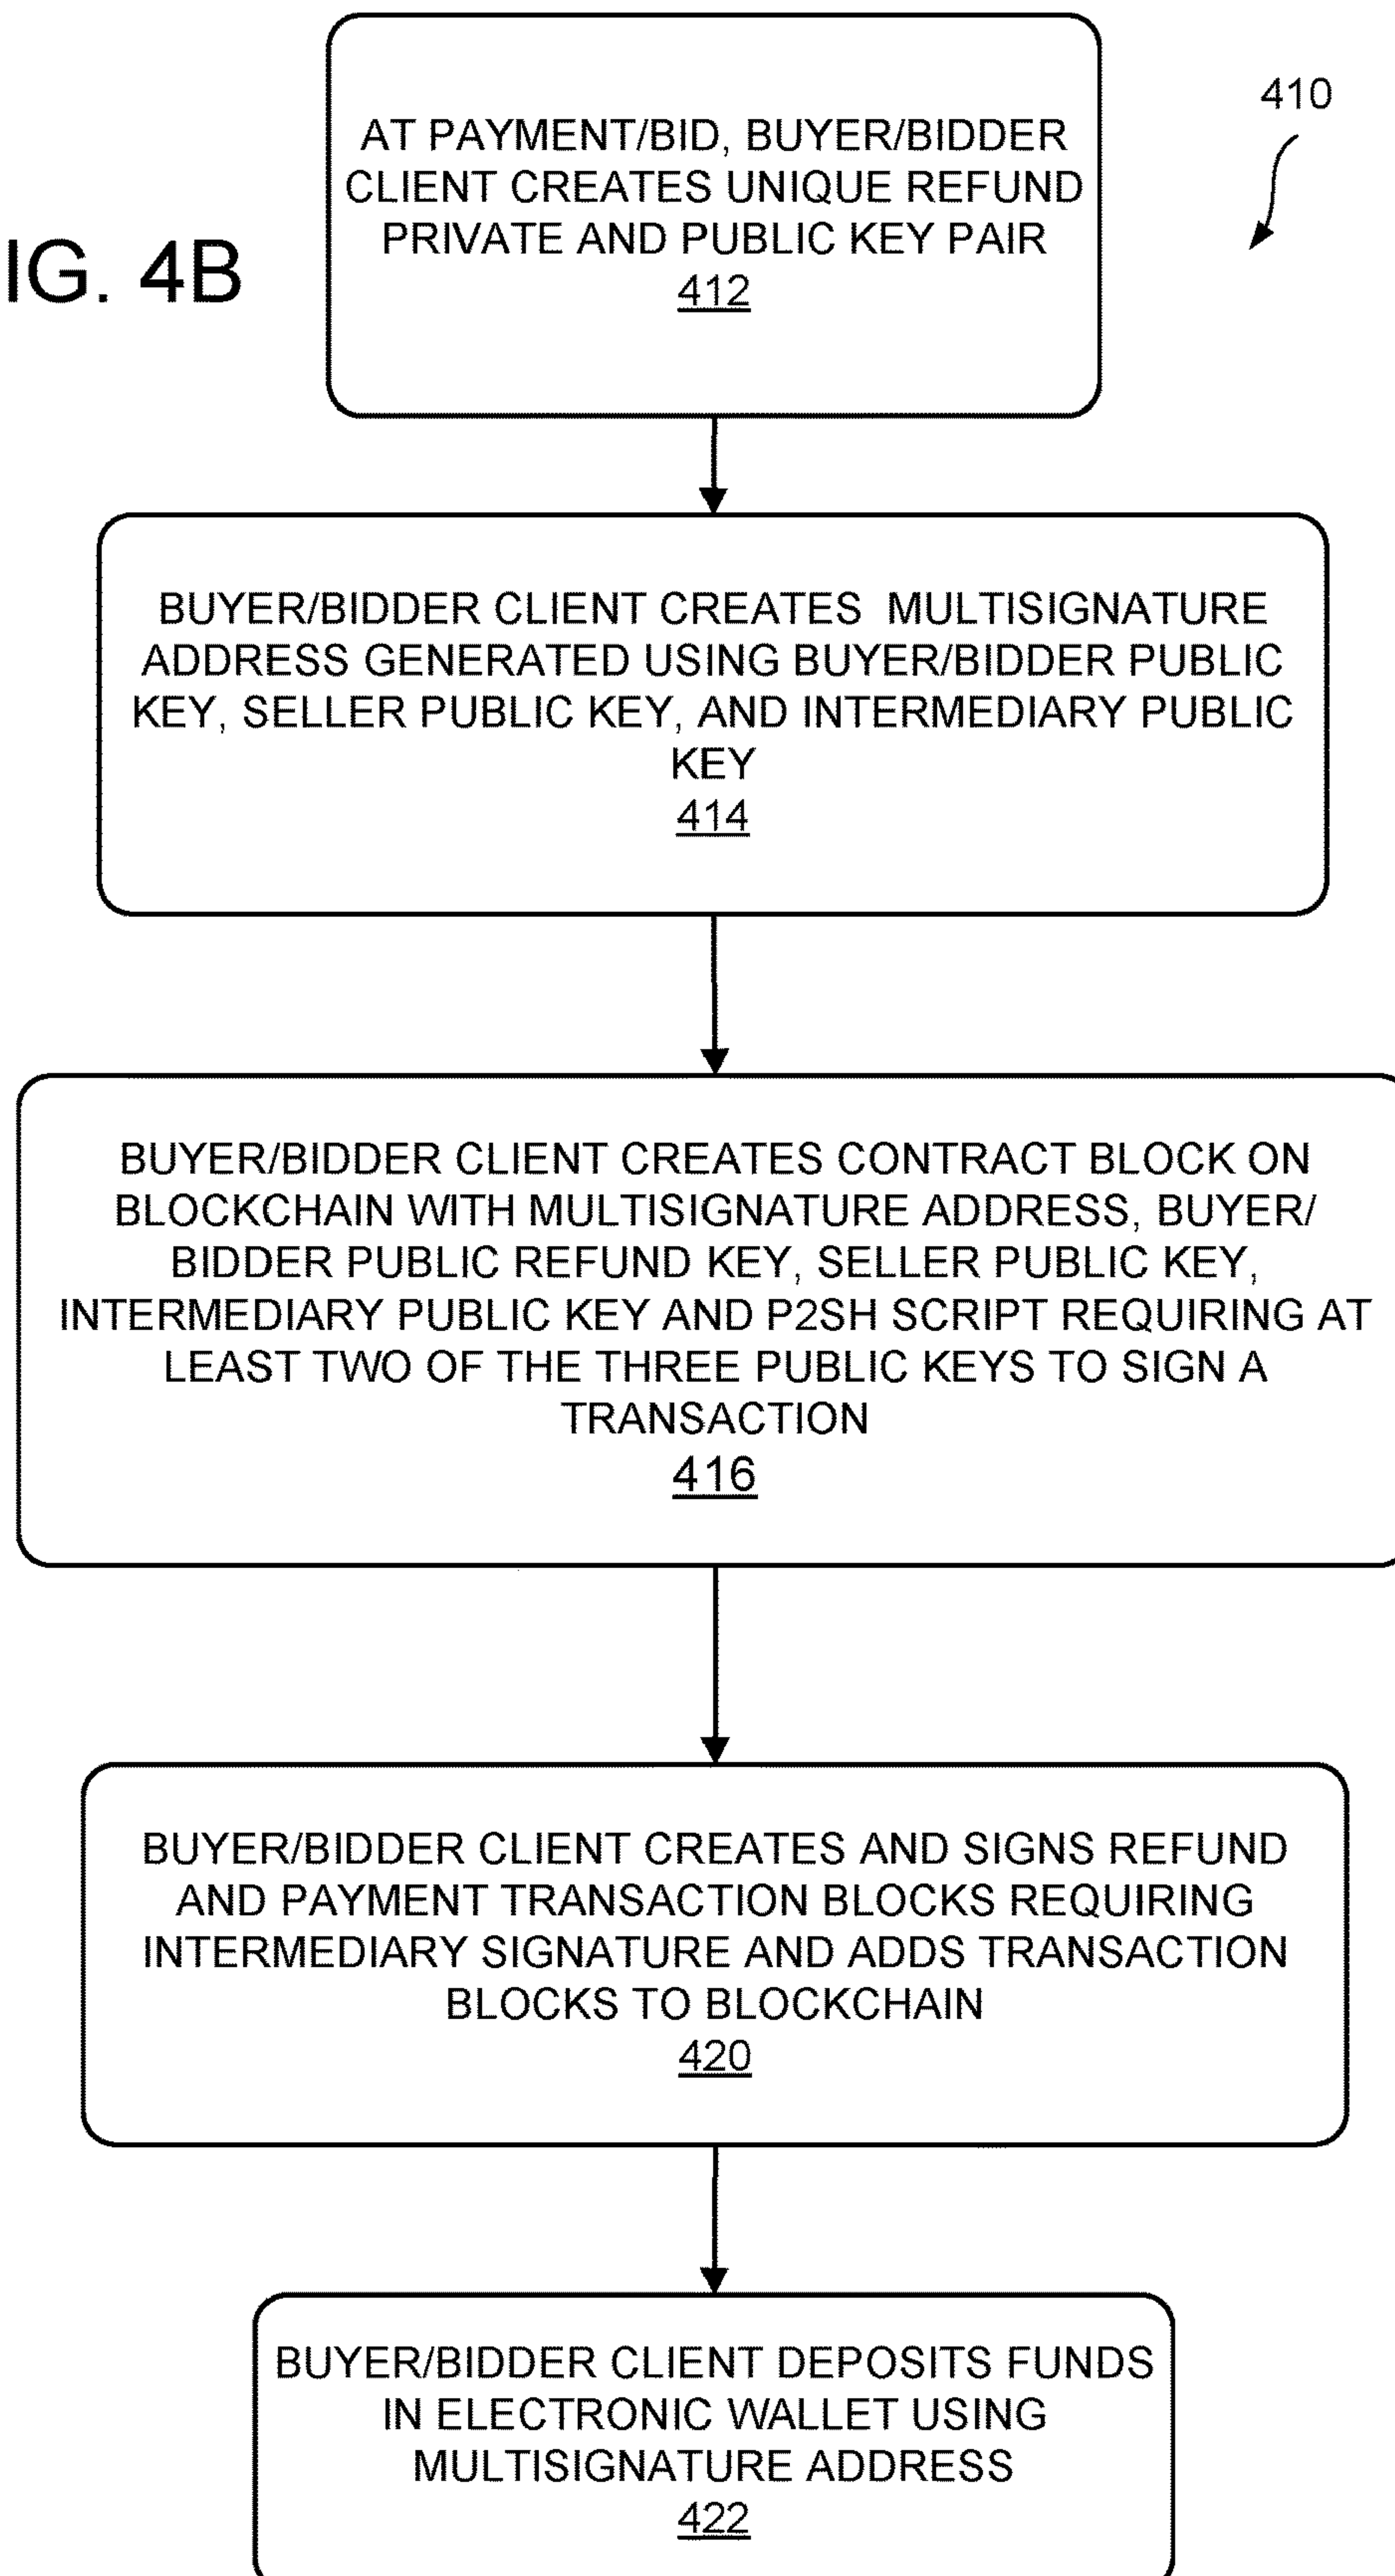 410
IG. 4B
AT PAYMENT/BID, BUYER/BIDDER
CLIENT CREATES UNIQUE REFUND
PRIVATE AND PUBLIC KEY PAIR
412
BUYER/BIDDER CLIENT CREATES MULTISIGNATURE
ADDRESS GENERATED USING BUYER/BIDDER PUBLIC
KEY, SELLER PUBLIC KEY, AND INTERMEDIARY PUBLIC
KEY
414
BUYER/BIDDER CLIENT CREATES CONTRACT BLOCK ON
BLOCKCHAIN WITH MULTISIGNATURE ADDRESS, BUYER/
BIDDER PUBLIC REFUND KEY, SELLER PUBLIC KEY,
INTERMEDIARY PUBLIC KEY AND P2SH SCRIPT REQUIRING AT
LEAST TWO OF THE THREE PUBLIC KEYS TO SIGN A
TRANSACTION
416
BUYER/BIDDER CLIENT CREATES AND SIGNS REFUND
AND PAYMENT TRANSACTION BLOCKS REQUIRING
INTERMEDIARY SIGNATURE AND ADDS TRANSACTION
BLOCKS TO BLOCKCHAIN
420
BUYER/BIDDER CLIENT DEPOSITS FUNDS
IN ELECTRONIC WALLET USING
MULTISIGNATURE ADDRESS
422